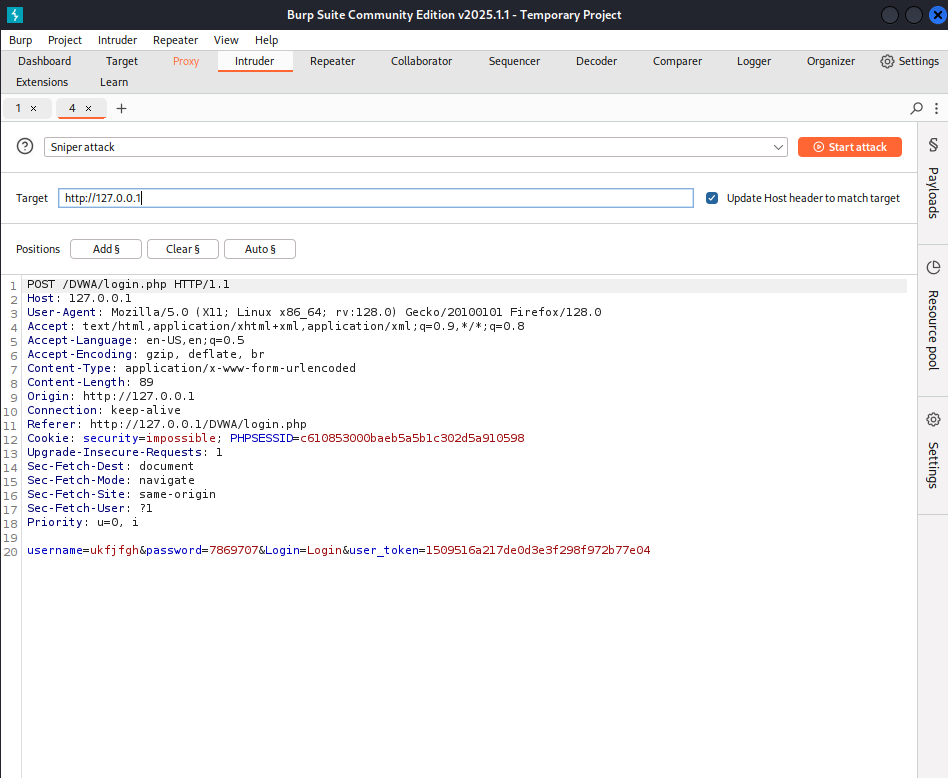 Burp Suite Community Edition v2025.1.1 - Temporary Project
Burp Project Intruder Repeater View Help
Dashboard Target Proxy Intruder Repeater Collaborator Sequencer Decoder Comparer Logger Organizer Settings
Extensions Learn
1 × 4 × +
Sniper attack Start attack
Target http://127.0.0.1 Update Host header to match target
Positions Add § Clear § Auto §
1 POST /DVWA/login.php HTTP/1.1
2 Host: 127.0.0.1
3 User-Agent: Mozilla/5.0 (X11; Linux x86_64; rv:128.0) Gecko/20100101 Firefox/128.0
4 Accept: text/html,application/xhtml+xml,application/xml;q=0.9,*/*;q=0.8
5 Accept-Language: en-US,en;q=0.5
6 Accept-Encoding: gzip, deflate, br
7 Content-Type: application/x-www-form-urlencoded
8 Content-Length: 89
9 Origin: http://127.0.0.1
10 Connection: keep-alive
11 Referer: http://127.0.0.1/DVWA/login.php
12 Cookie: security=impossible; PHPSESSID=c610853000baeb5a5b1c302d5a910598
13 Upgrade-Insecure-Requests: 1
14 Sec-Fetch-Dest: document
15 Sec-Fetch-Mode: navigate
16 Sec-Fetch-Site: same-origin
17 Sec-Fetch-User: ?1
18 Priority: u=0, i
19
20 username=ukfjfgh&password=7869707&Login=Login&user_token=1509516a217de0d3e3f298f972b77e04
§ Payloads
Resource pool
Settings